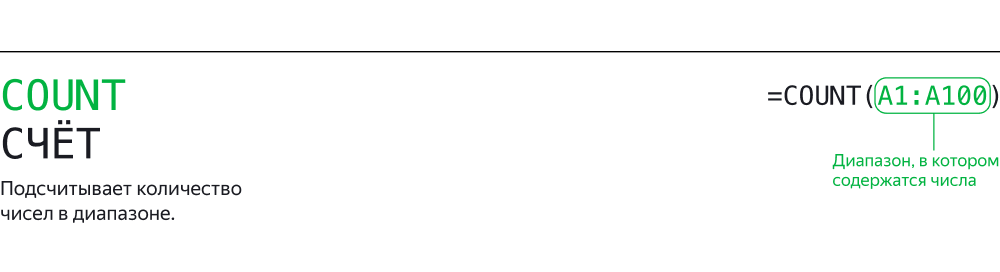 COUNT
СЧЁТ
Подсчитывает количество
чисел в диапазоне.
=COUNT(A1:A100)
Диапазон, в котором
содержатся числа